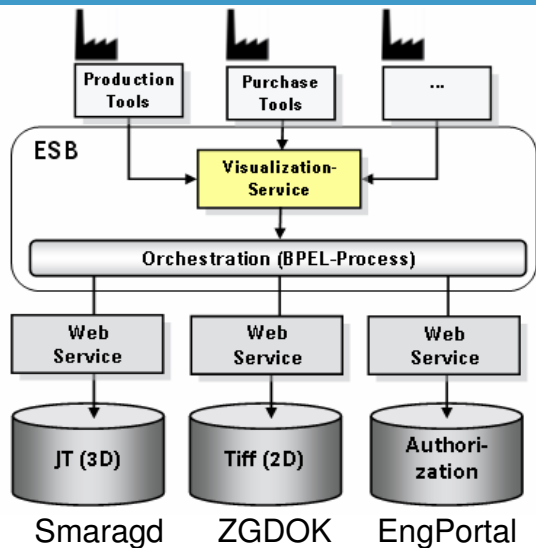 Production
Tools
Purchase
Tools
...
ESB
Visualization-
Service
Orchestration (BPEL-Process)
Web
Service
Web
Service
Web
Service
JT (3D)
Tiff (2D)
Authori-
zation
Smaragd
ZGDOK
EngPortal